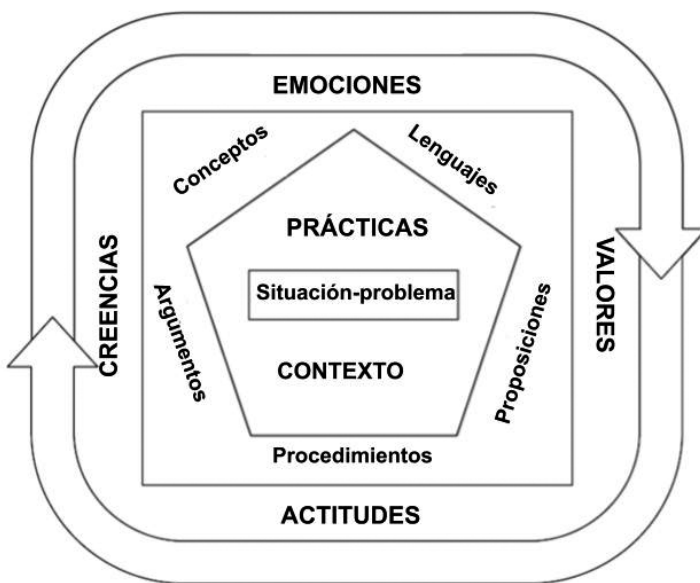 EMOCIONES
Conceptos
Lenguajes
PRÁCTICAS
CREENCIAS
VALORES
Situación-problema
Argumentos
Proposiciones
CONTEXTO
Procedimientos
ACTITUDES